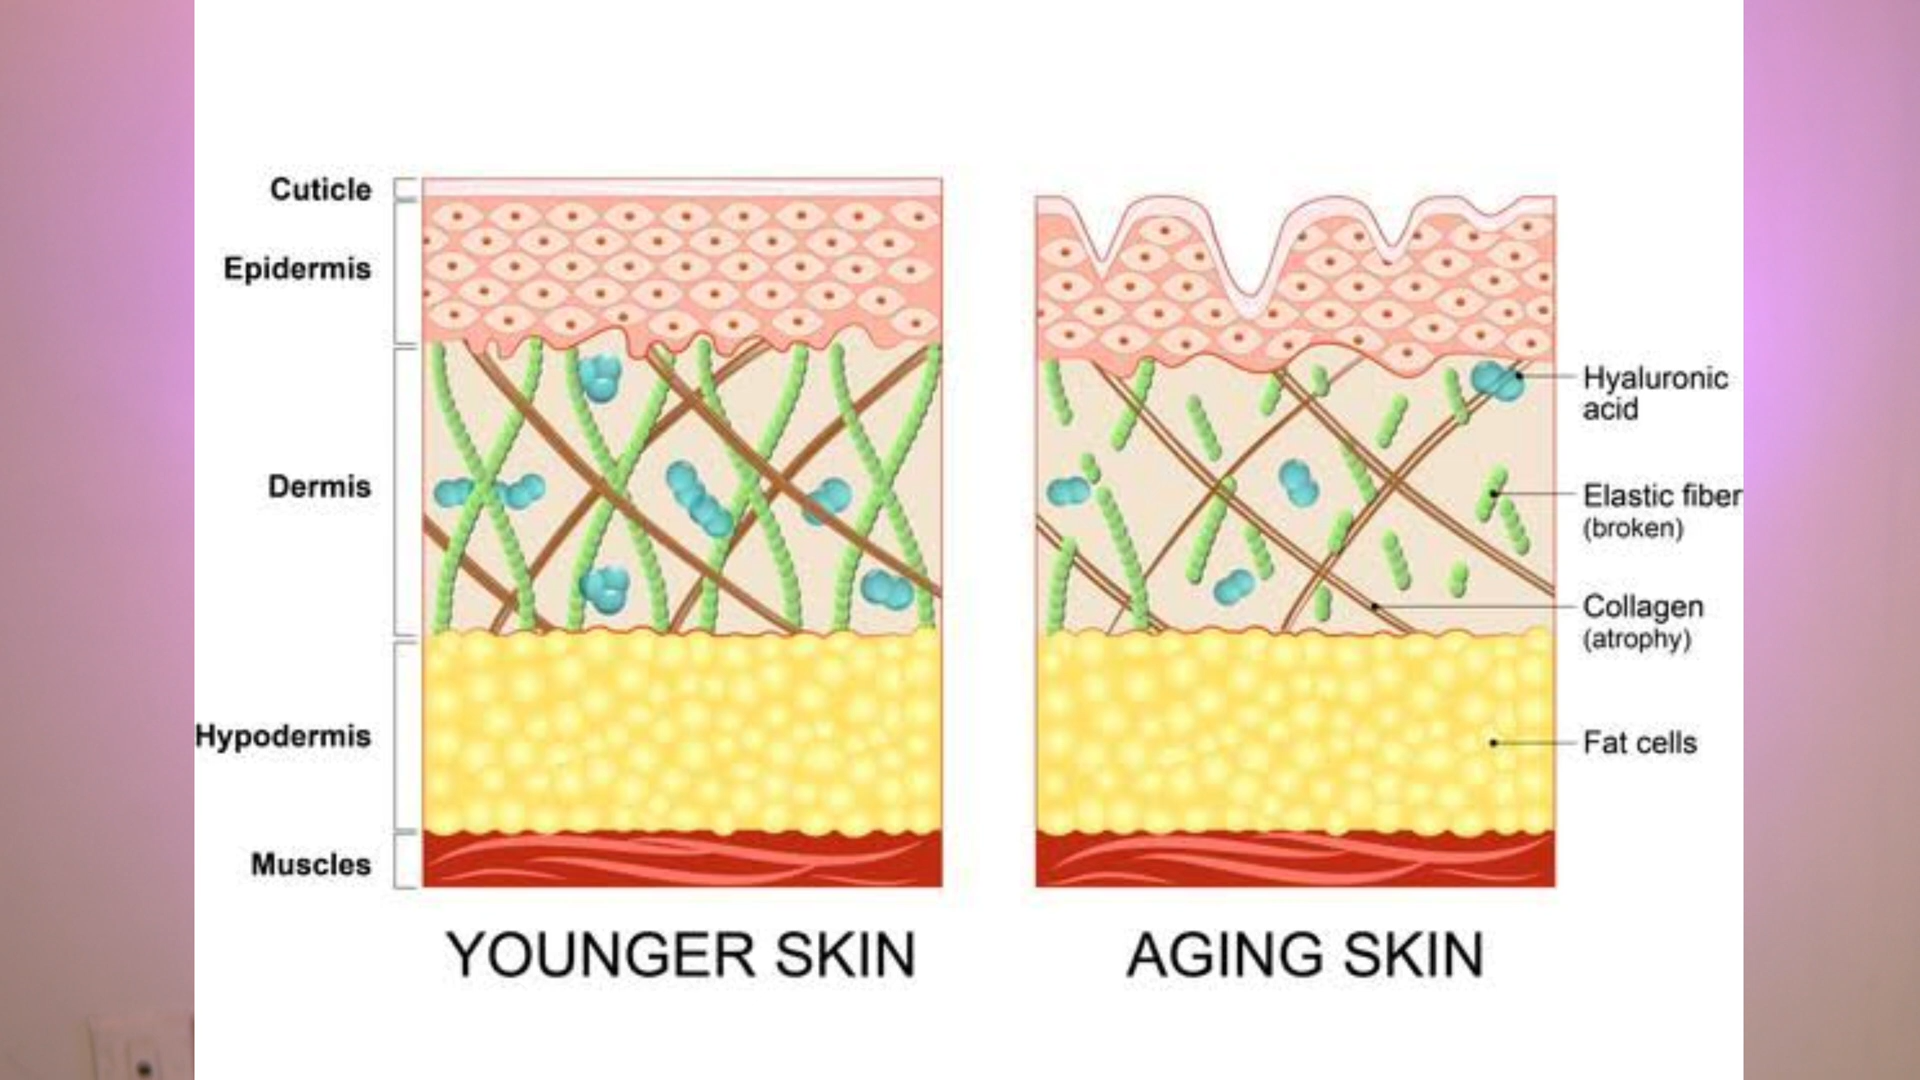 Cuticle
Epidermis
Dermis
Hypodermis
Muscles
Hyaluronic
acid
Elastic fiber
(broken)
Collagen
(atrophy)
Fat cells
YOUNGER SKIN
AGING SKIN